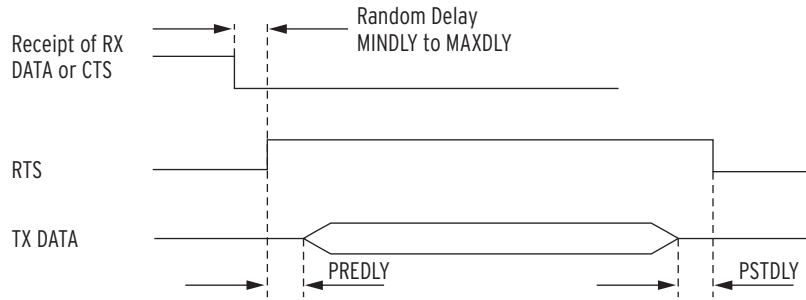 Random Delay
MINDLY to MAXDLY
Receipt of RX
DATA or CTS
RTS
TX DATA
PREDLY
PSTDLY